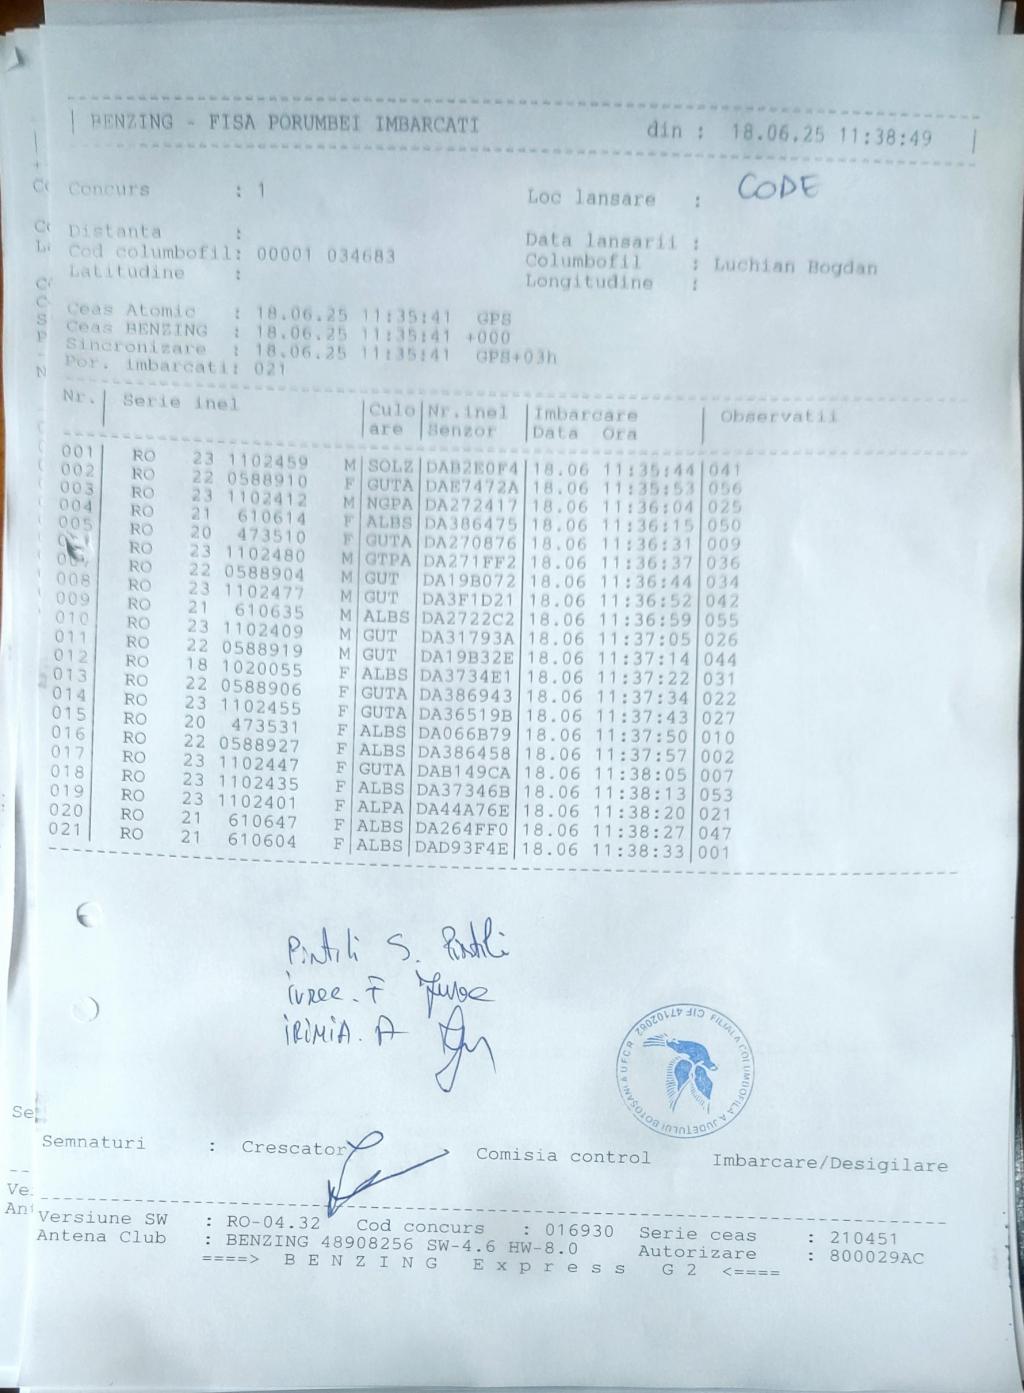 BENZING - FISA PORUMBEI IMBARCATI din : 18.06.25 11:38:49
Concurs : 1 Loc lansare : CODE
Distanta : Data lansarii :
Cod columbofil: 00001 034683 Columbofil : Luchian Bogdan
Latitudine : Longitudine :
Ceas Atomic : 18.06.25 11:35:41 GPS
Ceas BENZING : 18.06.25 11:35:41 +000
Sincronizare : 18.06.25 11:35:41 GPS+03h
Por. imbarcati: 021
Nr.| Serie inel |Culo|Nr.inel |Imbarcare | Observatii
|are |Senzor |Data Ora |
001 RO 23 1102459 M SOLZ DAB2E0F4 18.06 11:35:44 041
002 RO 22 0588910 F GUTA DAE7472A 18.06 11:35:53 056
003 RO 23 1102412 M NGPA DA272417 18.06 11:36:04 025
004 RO 21 610614 F ALBS DA386475 18.06 11:36:15 050
005 RO 20 473510 F GUTA DA270876 18.06 11:36:31 009
RO 23 1102480 M GTPA DA271FF2 18.06 11:36:37 036
RO 22 0588904 M GUT DA19B072 18.06 11:36:44 034
008 RO 23 1102477 M GUT DA3F1D21 18.06 11:36:52 042
009 RO 21 610635 M ALBS DA2722C2 18.06 11:36:59 055
010 RO 23 1102409 M GUT DA31793A 18.06 11:37:05 026
011 RO 22 0588919 M GUT DA19B32E 18.06 11:37:14 044
012 RO 18 1020055 F ALBS DA3734E1 18.06 11:37:22 031
013 RO 22 0588906 F GUTA DA386943 18.06 11:37:34 022
014 RO 23 1102455 F GUTA DA36519B 18.06 11:37:43 027
015 RO 20 473531 F ALBS DA066B79 18.06 11:37:50 010
016 RO 22 0588927 F ALBS DA386458 18.06 11:37:57 002
017 RO 23 1102447 F GUTA DAB149CA 18.06 11:38:05 007
018 RO 23 1102435 F ALBS DA37346B 18.06 11:38:13 053
019 RO 23 1102401 F ALPA DA44A76E 18.06 11:38:20 021
020 RO 21 610647 F ALBS DA264FF0 18.06 11:38:27 047
021 RO 21 610604 F ALBS DAD93F4E 18.06 11:38:33 001
S.
F
IRIMIA. A
FILIALA COLUMBOFILA A JUDETULUI BOTOSANI & UFCR CIF 47102062
Semnaturi : Crescator Comisia control Imbarcare/Desigilare
Versiune SW : RO-04.32 Cod concurs : 016930 Serie ceas : 210451
Antena Club : BENZING 48908256 SW-4.6 HW-8.0 Autorizare : 800029AC
====> B E N Z I N G E x p r e s s G 2 <====